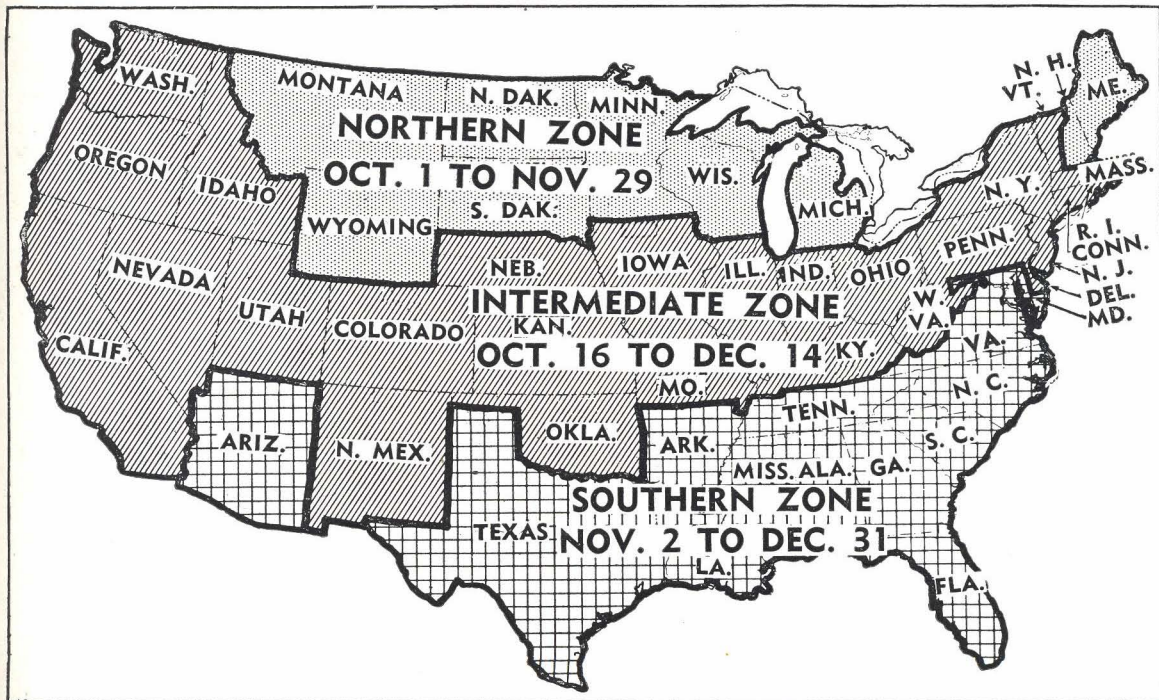 WASH.
MONTANA
N. DAK.
MINN.
N. H.
VT.
ME.
NORTHERN ZONE
OREGON
IDAHO
OCT. 1 TO NOV. 29
WIS.
MASS.
WYOMING
S. DAK.
MICH.
N. Y.
R. I.
CONN.
PENN.
N. J.
DEL.
MD.
NEVADA
NEB.
IOWA
ILL.
IND.
OHIO
W.
VA.
INTERMEDIATE ZONE
UTAH
COLORADO
KAN.
OCT. 16 TO DEC. 14
KY.
VA.
CALIF.
MO.
N. C.
TENN.
ARIZ.
N. MEX.
OKLA.
ARK.
S. C.
MISS.
ALA.
GA.
SOUTHERN ZONE
TEXAS
NOV. 2 TO DEC. 31
LA.
FLA.